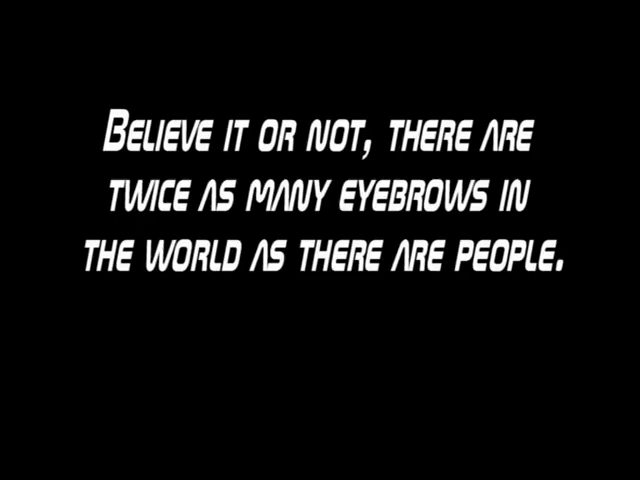 Believe it or not, there are
twice as many eyebrows in
the world as there are people.